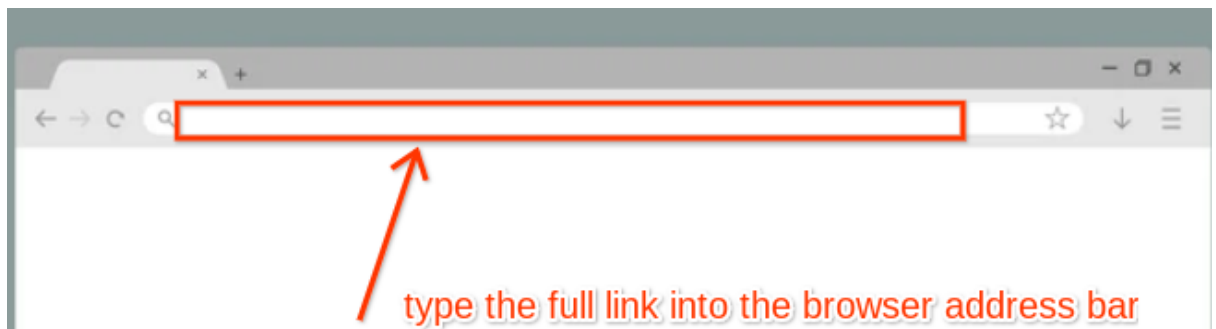 type the full link into the browser address bar